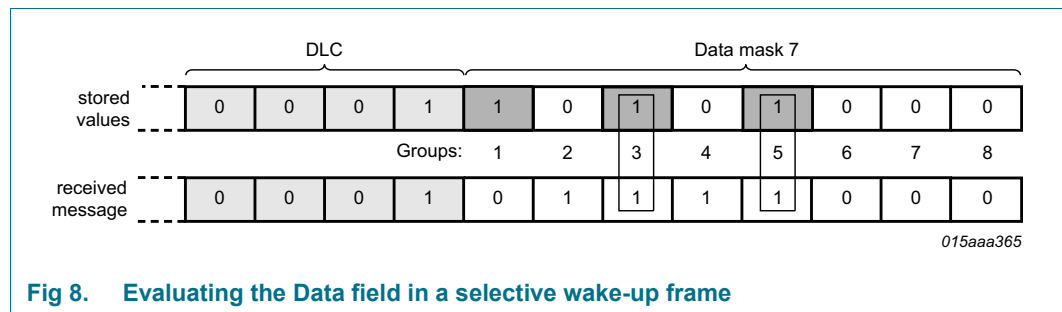 DLC Data mask 7
stored values 0 0 0 1 1 0 1 0 1 0 0 0
Groups: 1 2 3 4 5 6 7 8
received message 0 0 0 1 0 1 1 1 1 0 0 0
015aaa365
Fig 8. Evaluating the Data field in a selective wake-up frame